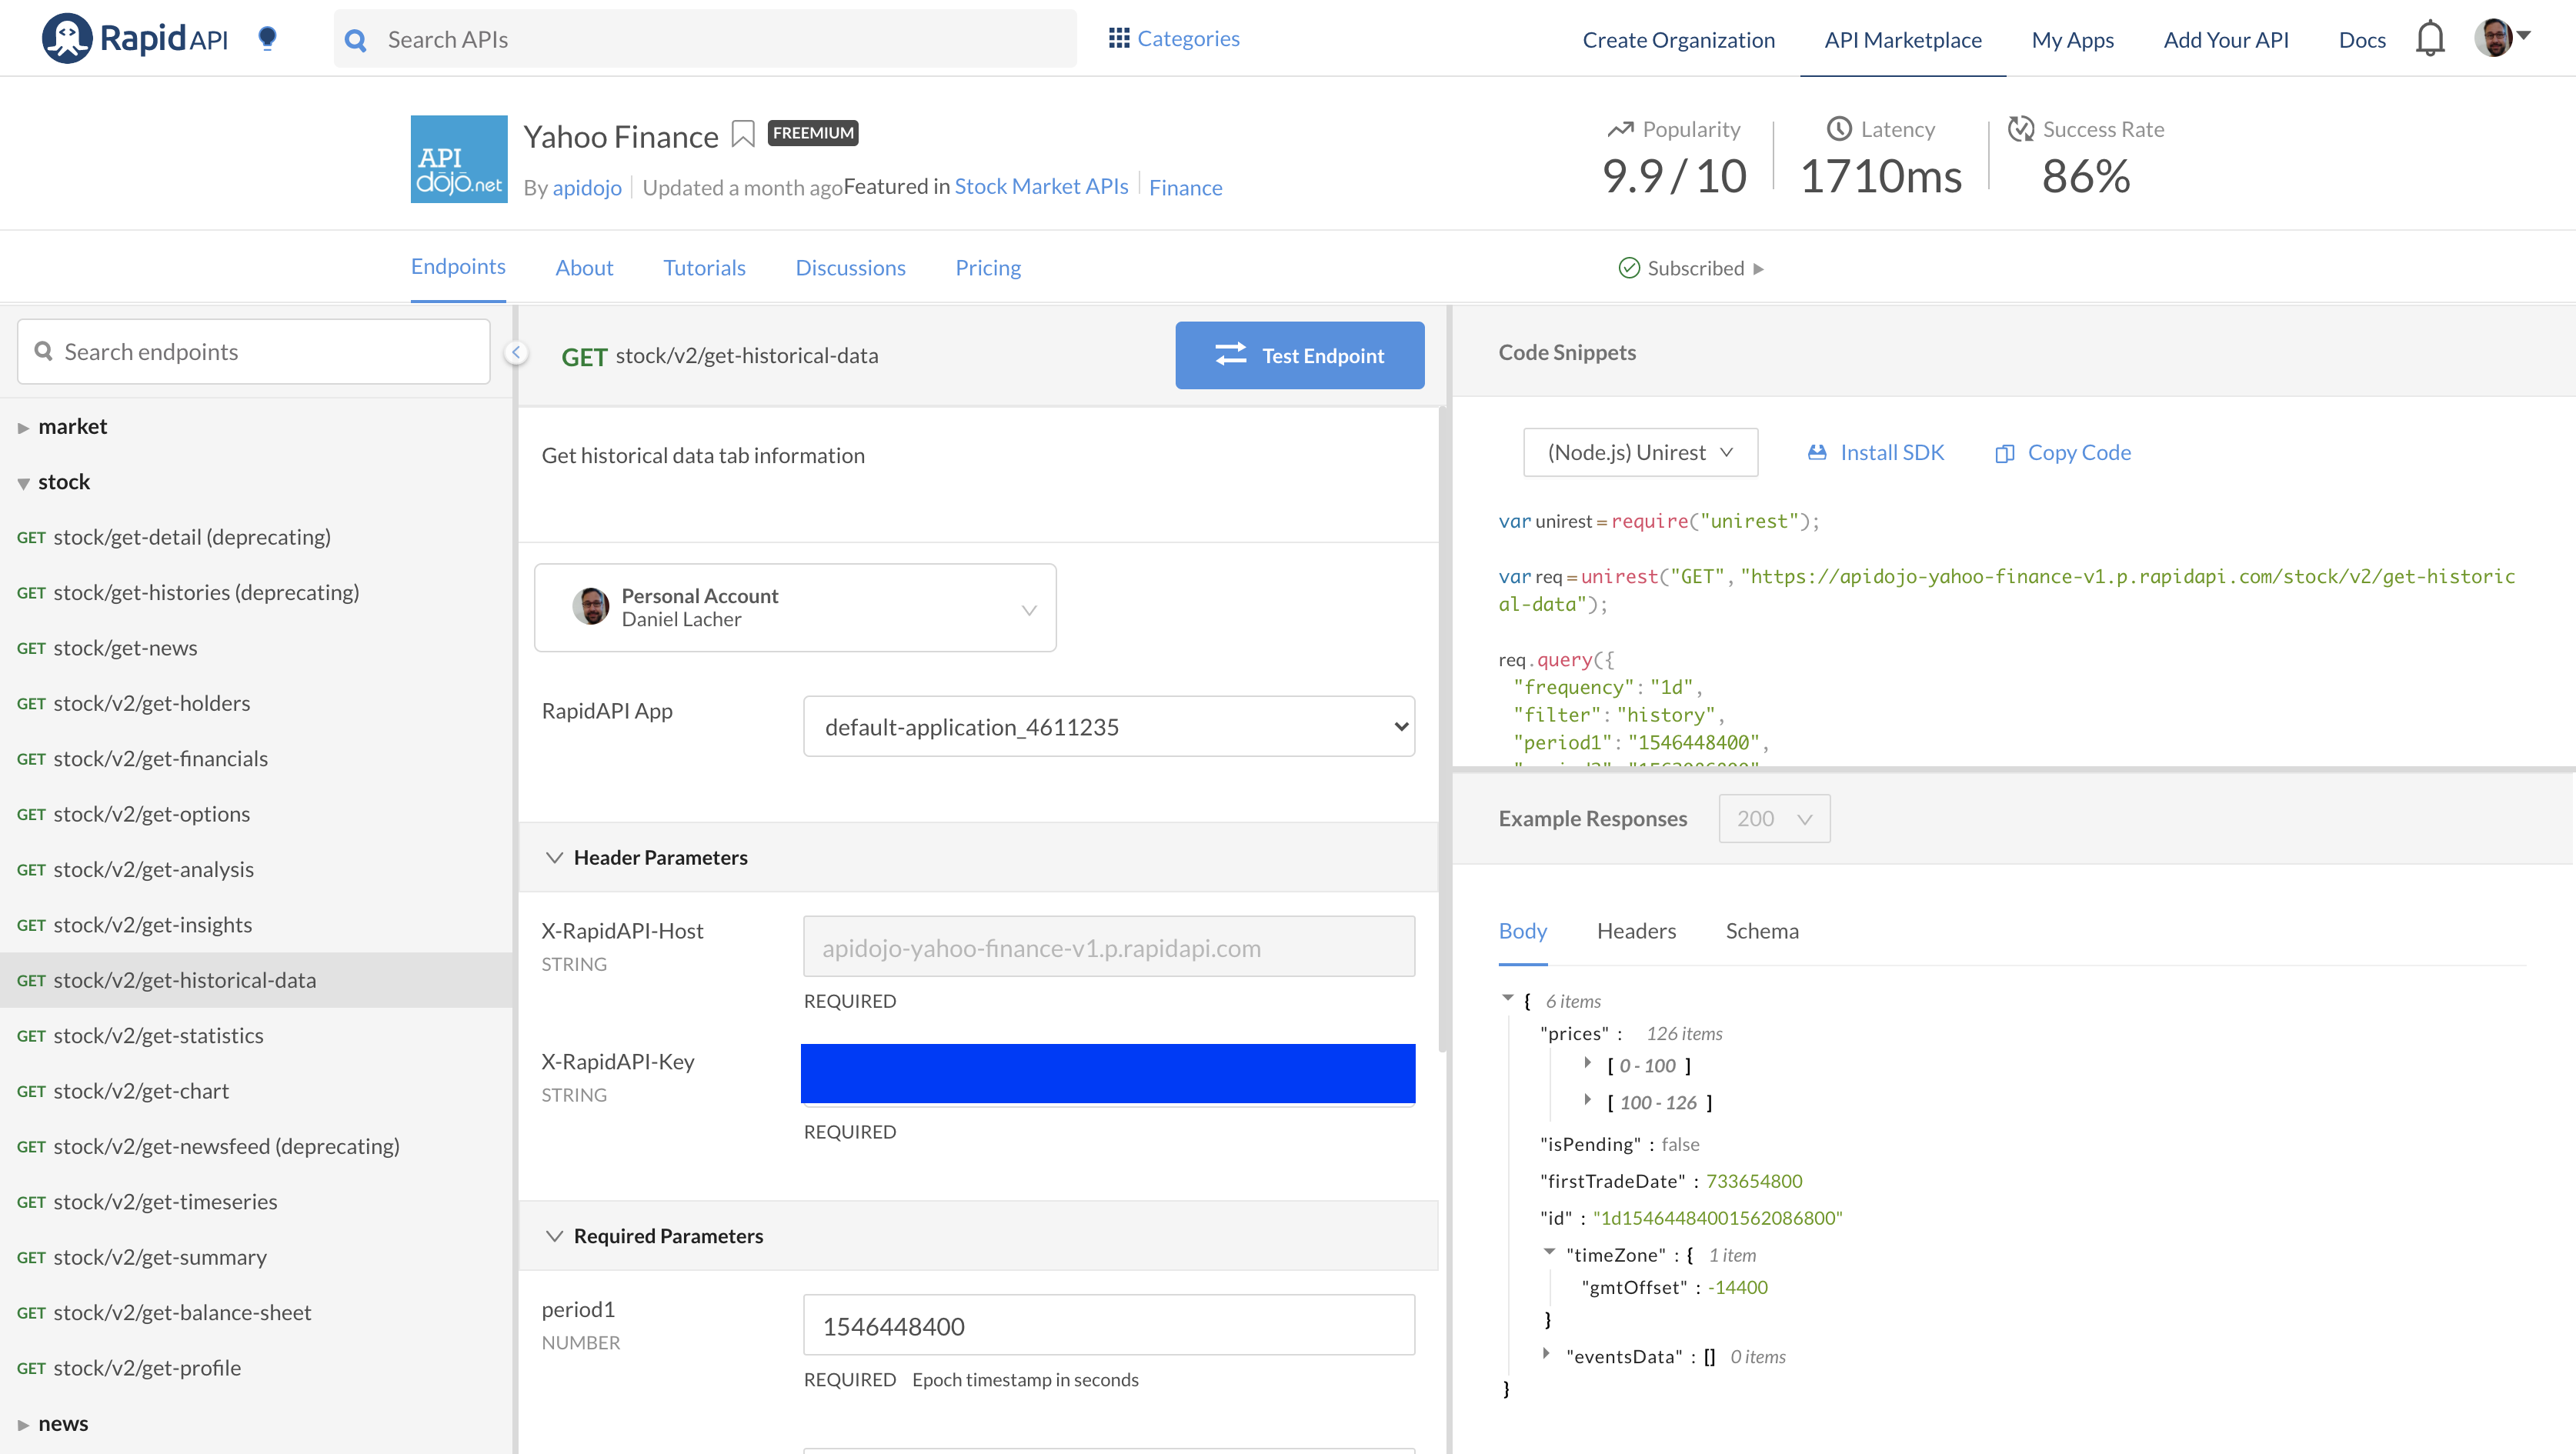 Rapid API
Search APIs
Categories
Create Organization
API Marketplace
My Apps
Add Your API
Docs
API
dōjō.net
Yahoo Finance
FREEMIUM
By apidojo
Updated a month ago
Featured in Stock Market APIs
Finance
Popularity
9.9/10
Latency
1710ms
Success Rate
86%
Endpoints
About
Tutorials
Discussions
Pricing
Subscribed
Search endpoints
market
stock
GET stock/get-detail (deprecating)
GET stock/get-histories (deprecating)
GET stock/get-news
GET stock/v2/get-holders
GET stock/v2/get-financials
GET stock/v2/get-options
GET stock/v2/get-analysis
GET stock/v2/get-insights
GET stock/v2/get-historical-data
GET stock/v2/get-statistics
GET stock/v2/get-chart
GET stock/v2/get-newsfeed (deprecating)
GET stock/v2/get-timeseries
GET stock/v2/get-summary
GET stock/v2/get-balance-sheet
GET stock/v2/get-profile
news
GET stock/v2/get-historical-data
Test Endpoint
Get historical data tab information
Personal Account
Daniel Lacher
RapidAPI App
default-application_4611235
Header Parameters
X-RapidAPI-Host
STRING
apidojo-yahoo-finance-v1.p.rapidapi.com
REQUIRED
X-RapidAPI-Key
STRING
REQUIRED
Required Parameters
period1
NUMBER
1546448400
REQUIRED Epoch timestamp in seconds
Code Snippets
(Node.js) Unirest
Install SDK
Copy Code
var unirest = require("unirest");
var req = unirest("GET", "https://apidojo-yahoo-finance-v1.p.rapidapi.com/stock/v2/get-historic
al-data");
req.query({
"frequency": "1d",
"filter": "history",
"period1": "1546448400",
Example Responses
200
Body
Headers
Schema
{ 6 items
"prices" : 126 items
[ 0 - 100 ]
[ 100 - 126 ]
"isPending" : false
"firstTradeDate" : 733654800
"id" : "1d15464484001562086800"
"timeZone" : { 1 item
"gmtOffset" : -14400
}
"eventsData" : [] 0 items
}